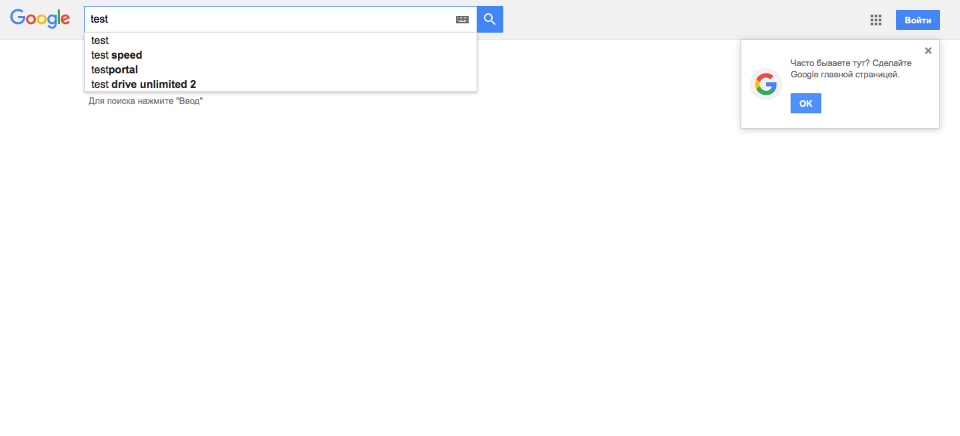 Google
test
Войти
test
test speed
testportal
test drive unlimited 2
Для поиска нажмите "Ввод"
Часто бываете тут? Сделайте
Google главной страницей.
OK